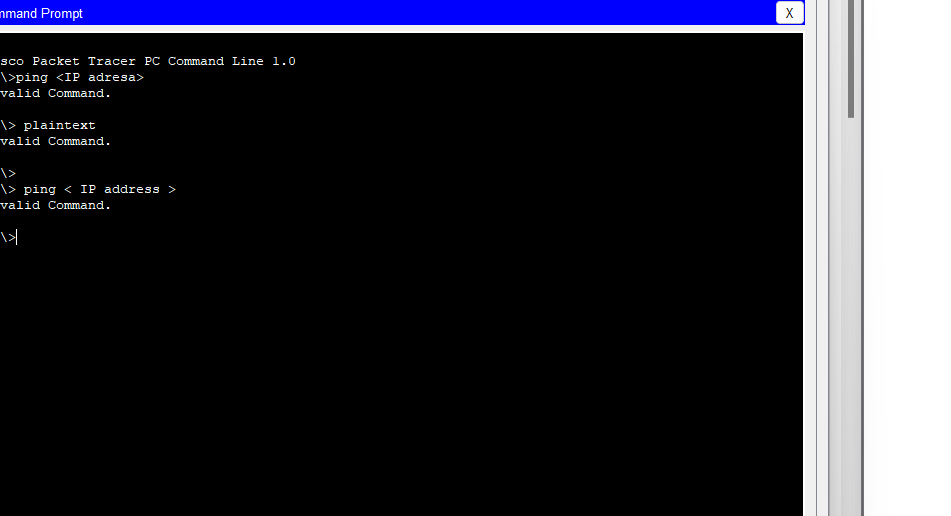 mmand Prompt
X
sco Packet Tracer PC Command Line 1.0
\>ping <IP adresa>
valid Command.
\> plaintext
valid Command.
\>
\> ping < IP address >
valid Command.
\>